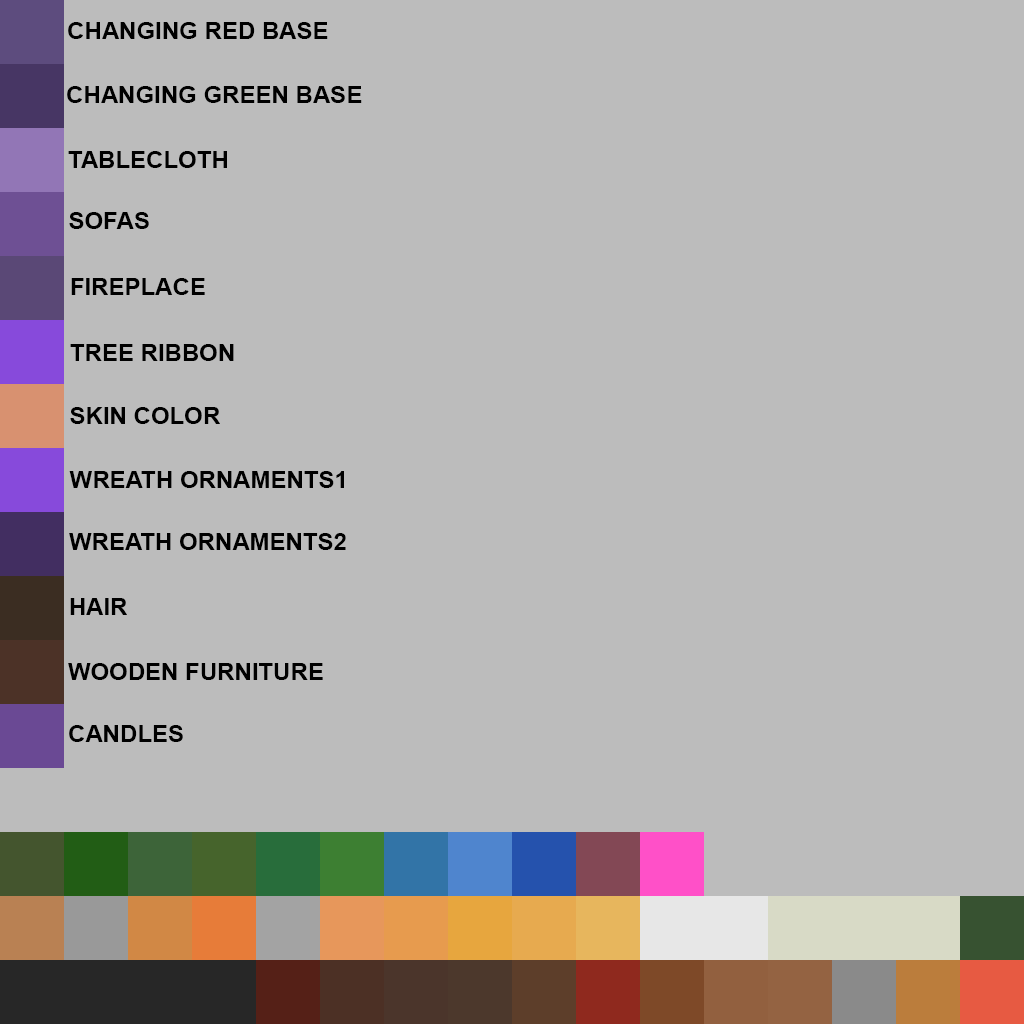 CHANGING RED BASE
CHANGING GREEN BASE
TABLECLOTH
SOFAS
FIREPLACE
TREE RIBBON
SKIN COLOR
WREATH ORNAMENTS1
WREATH ORNAMENTS2
HAIR
WOODEN FURNITURE
CANDLES